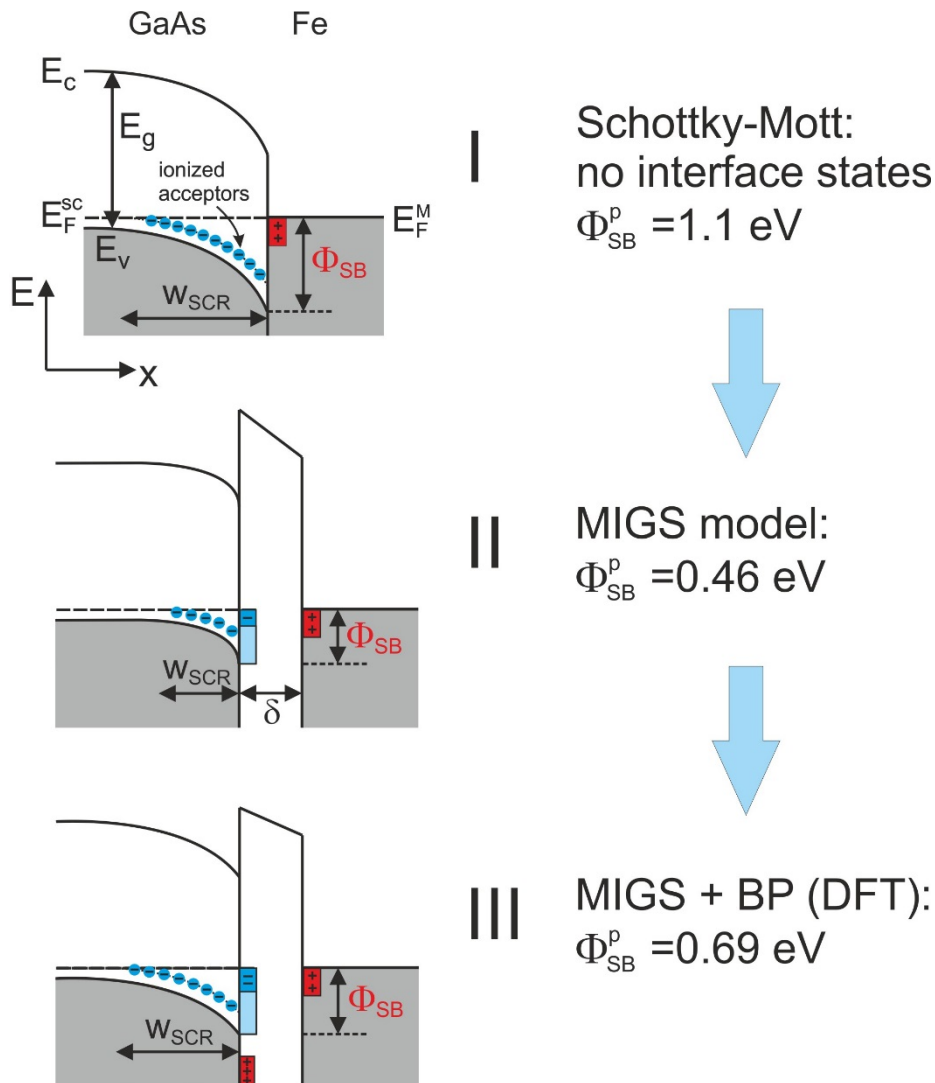 GaAs Fe
E_c
E_g
ionized
acceptors
E_F^sc
E_F^M
E_v
Φ_SB
w_SCR
E
x
I
Schottky-Mott:
no interface states
Φ_SB^p =1.1 eV
II
MIGS model:
Φ_SB^p =0.46 eV
Φ_SB
w_SCR
δ
III
MIGS + BP (DFT):
Φ_SB^p =0.69 eV
Φ_SB
w_SCR